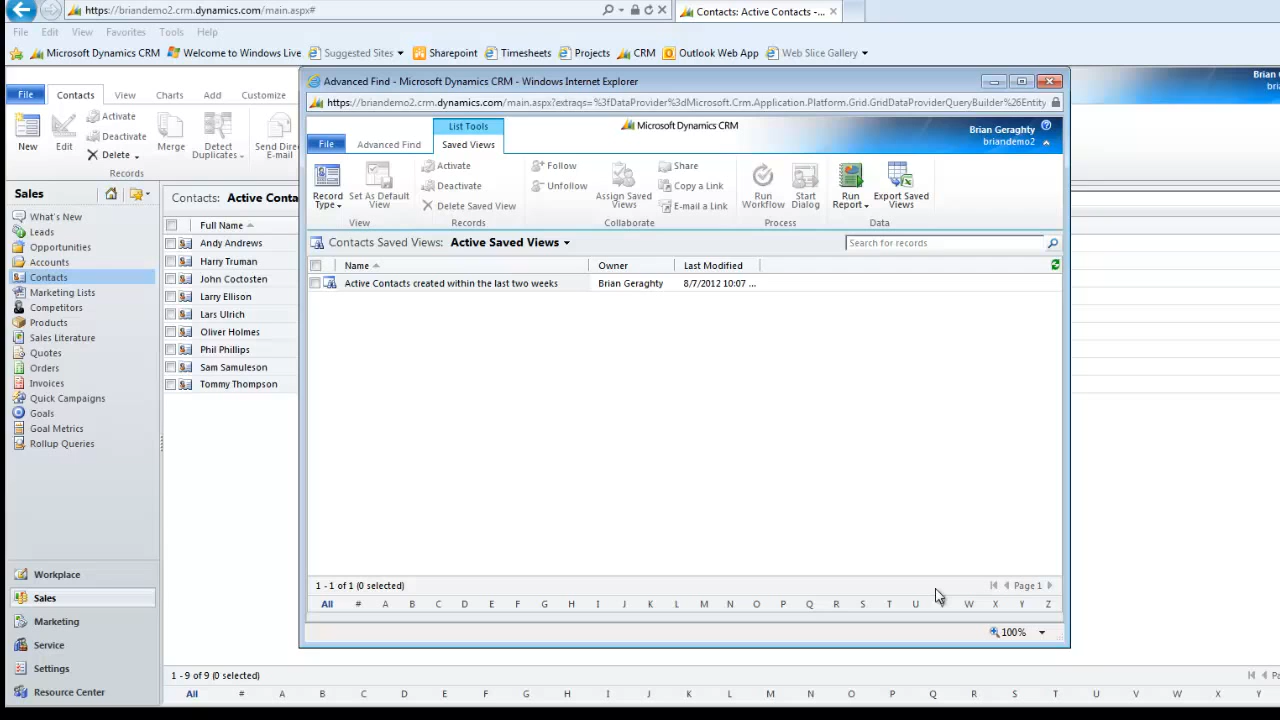 https://briandemo2.crm.dynamics.com/main.aspx#
Contacts: Active Contacts -...
File Edit View Favorites Tools Help
Microsoft Dynamics CRM Welcome to Windows Live Suggested Sites Sharepoint Timesheets Projects CRM Outlook Web App Web Slice Gallery
File Contacts View Charts Add Customize
New Edit Activate Deactivate Delete Merge Detect Duplicates Send Dire E-mail
Records
Brian Ge
bria
Sales
What's New
Leads
Opportunities
Accounts
Contacts
Marketing Lists
Competitors
Products
Sales Literature
Quotes
Orders
Invoices
Quick Campaigns
Goals
Goal Metrics
Rollup Queries
Workplace
Sales
Marketing
Service
Settings
Resource Center
Contacts: Active Conta
Full Name
Andy Andrews
Harry Truman
John Coctosten
Larry Ellison
Lars Ulrich
Oliver Holmes
Phil Phillips
Sam Samuleson
Tommy Thompson
1 - 9 of 9 (0 selected)
Pa
All # A B C D E F G H I J K L M N O P Q R S T U V W X Y
Advanced Find - Microsoft Dynamics CRM - Windows Internet Explorer
https://briandemo2.crm.dynamics.com/main.aspx?extraqs=%3fDataProvider%3dMicrosoft.Crm.Application.Platform.Grid.GridDataProviderQueryBuilder%26Entity
List Tools
Microsoft Dynamics CRM
Brian Geraghty
briandemo2
File Advanced Find Saved Views
Record Type
Set As Default View
View
Activate
Deactivate
Delete Saved View
Records
Follow
Unfollow
Assign Saved Views
Share
Copy a Link
E-mail a Link
Collaborate
Run Workflow
Start Dialog
Process
Run Report
Export Saved Views
Data
Contacts Saved Views: Active Saved Views
Search for records
Name Owner Last Modified
Active Contacts created within the last two weeks Brian Geraghty 8/7/2012 10:07 ...
1 - 1 of 1 (0 selected)
Page 1
All # A B C D E F G H I J K L M N O P Q R S T U W X Y Z
100%